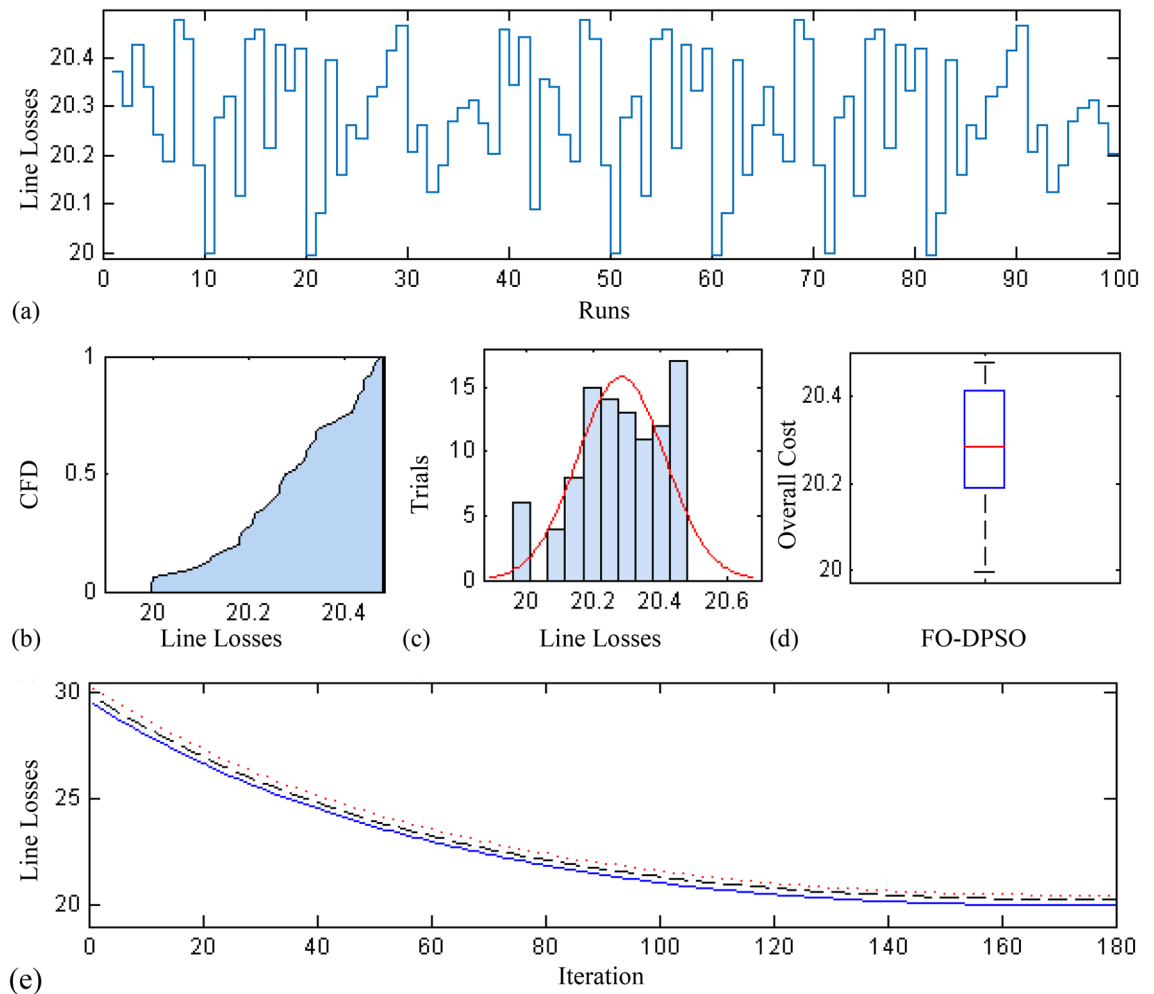 20.4
20.3
20.2
20.1
20
Line Losses
0 10 20 30 40 50 60 70 80 90 100
(a) Runs
1
0.5
0
CFD
20 20.2 20.4
(b) Line Losses
15
10
5
0
Trials
20 20.2 20.4 20.6
(c) Line Losses
20.4
20.2
20
Overall Cost
(d) FO-DPSO
30
25
20
Line Losses
0 20 40 60 80 100 120 140 160 180
(e) Iteration